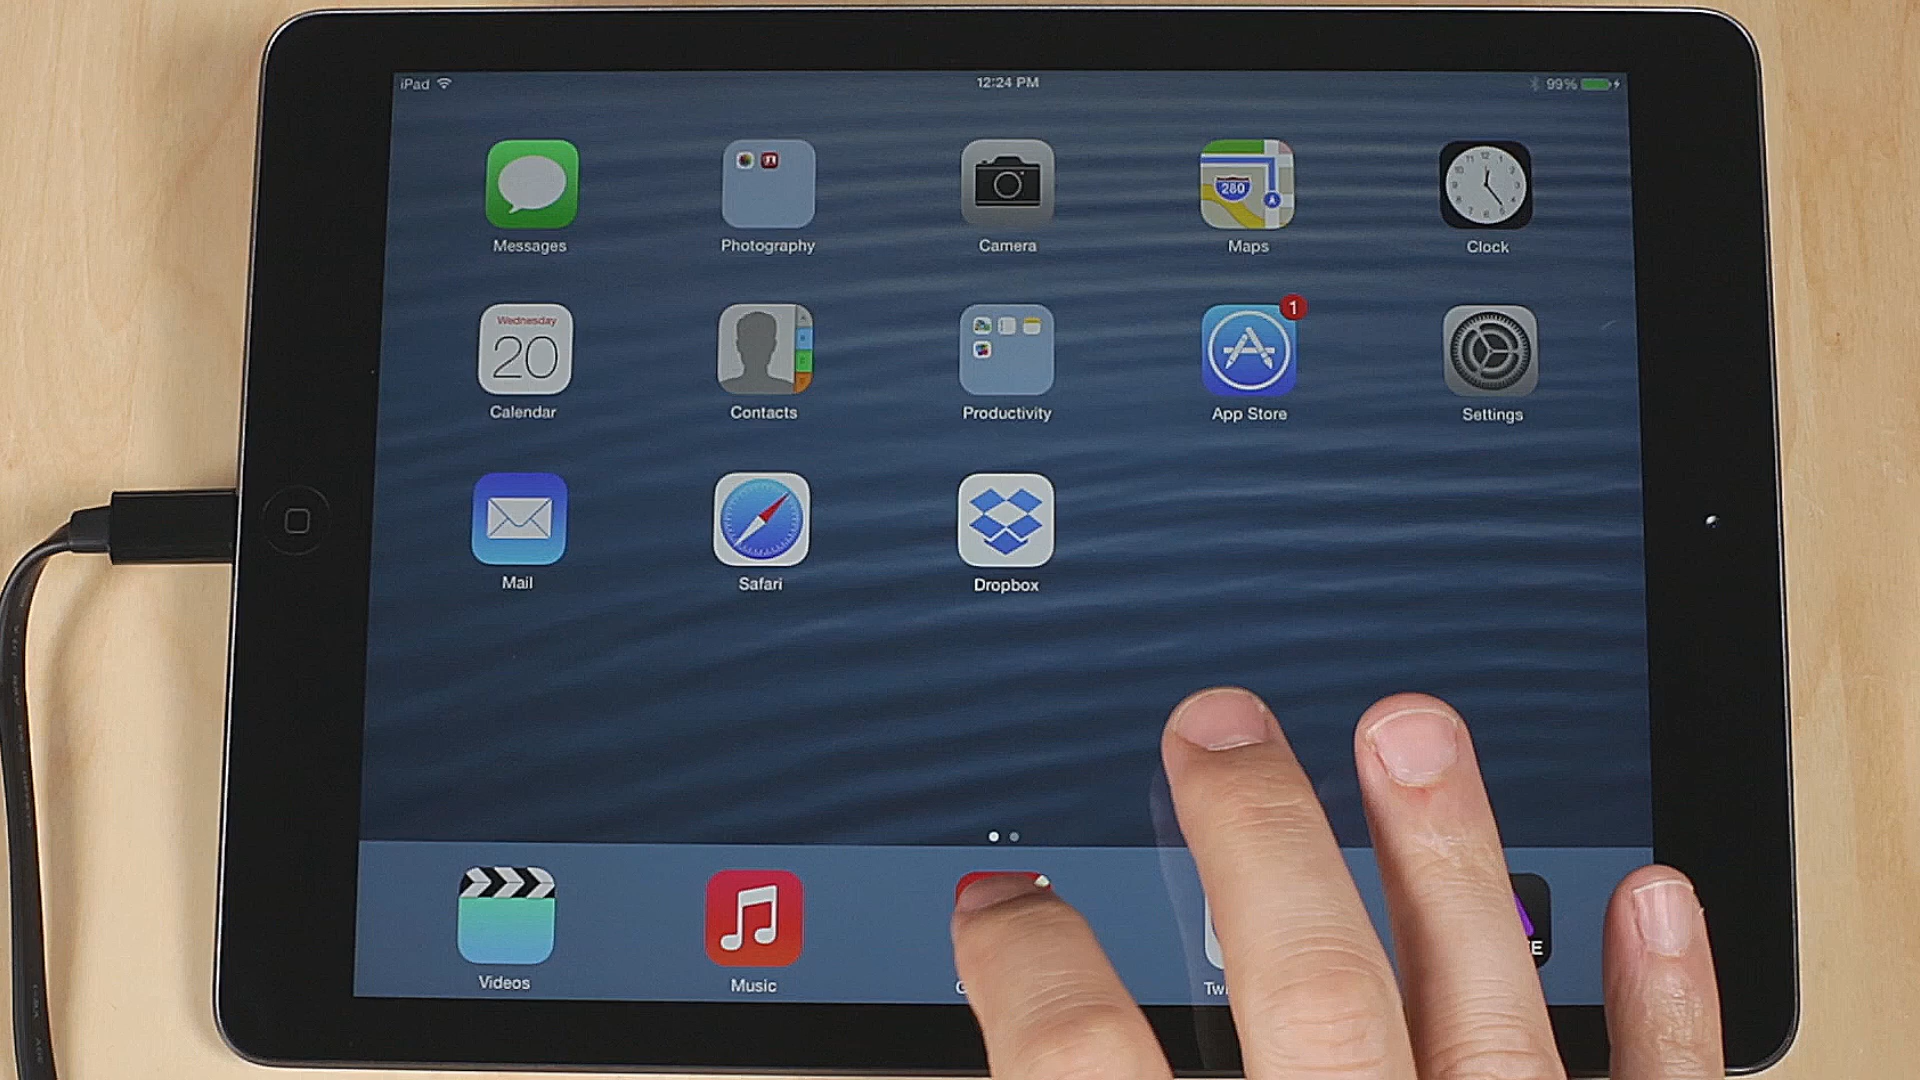 iPad
12:24 PM
99%
280
Messages
Photography
Camera
Maps
Clock
Wednesday
20
1
Calendar
Contacts
Productivity
App Store
Settings
Mail
Safari
Dropbox
Videos
Music